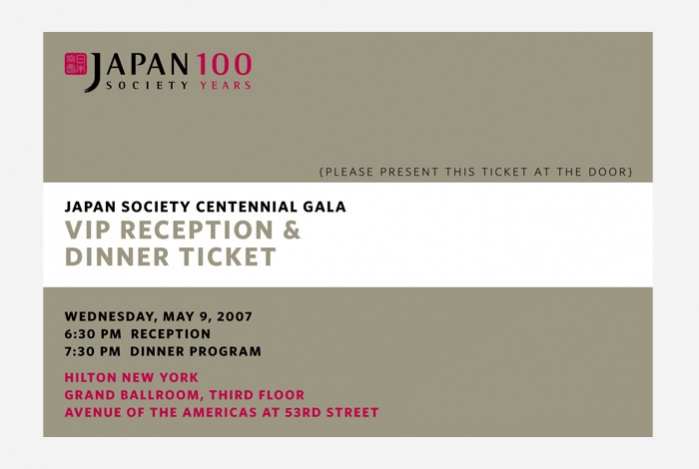 JAPAN 100
SOCIETY YEARS
{PLEASE PRESENT THIS TICKET AT THE DOOR}
JAPAN SOCIETY CENTENNIAL GALA
VIP RECEPTION &
DINNER TICKET
WEDNESDAY, MAY 9, 2007
6:30 PM RECEPTION
7:30 PM DINNER PROGRAM
HILTON NEW YORK
GRAND BALLROOM, THIRD FLOOR
AVENUE OF THE AMERICAS AT 53RD STREET